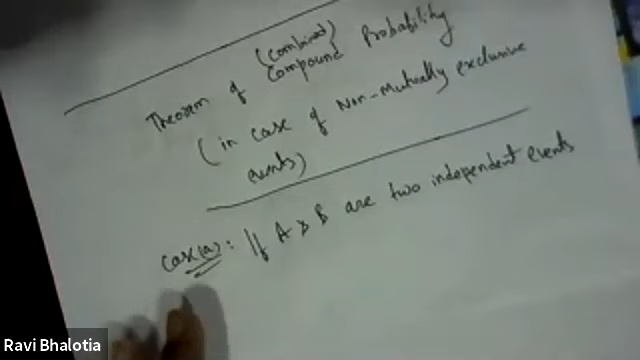 (combined)
Theorem of Compound Probability
(in case of Non-Mutually exclusive
events)
Case(a): If A & B are two independent events
Ravi Bhalotia